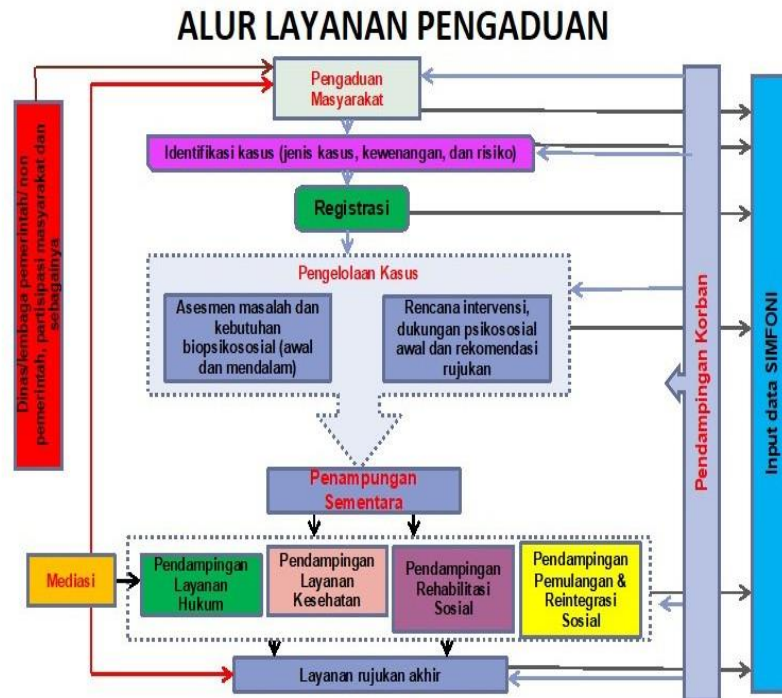 ALUR LAYANAN PENGADUAN
Pengaduan
Masyarakat
Identifikasi kasus (jenis kasus, kewenangan, dan risiko)
Registrasi
Dinas/lembaga pemerintah/ non
pemerintah, partisipasi masyarakat dan
sebagainya
Pengelolaan Kasus
Asesmen masalah dan
kebutuhan
biopsikososial (awal
dan mendalam)
Rencana intervensi,
dukungan psikososial
awal dan rekomendasi
rujukan
Pendampingan Korban
Input data SIMFONI
Penampungan
Sementara
Mediasi
Pendampingan
Layanan
Hukum
Pendampingan
Layanan
Kesehatan
Pendampingan
Rehabilitasi
Sosial
Pendampingan
Pemulangan &
Reintegrasi
Sosial
Layanan rujukan akhir